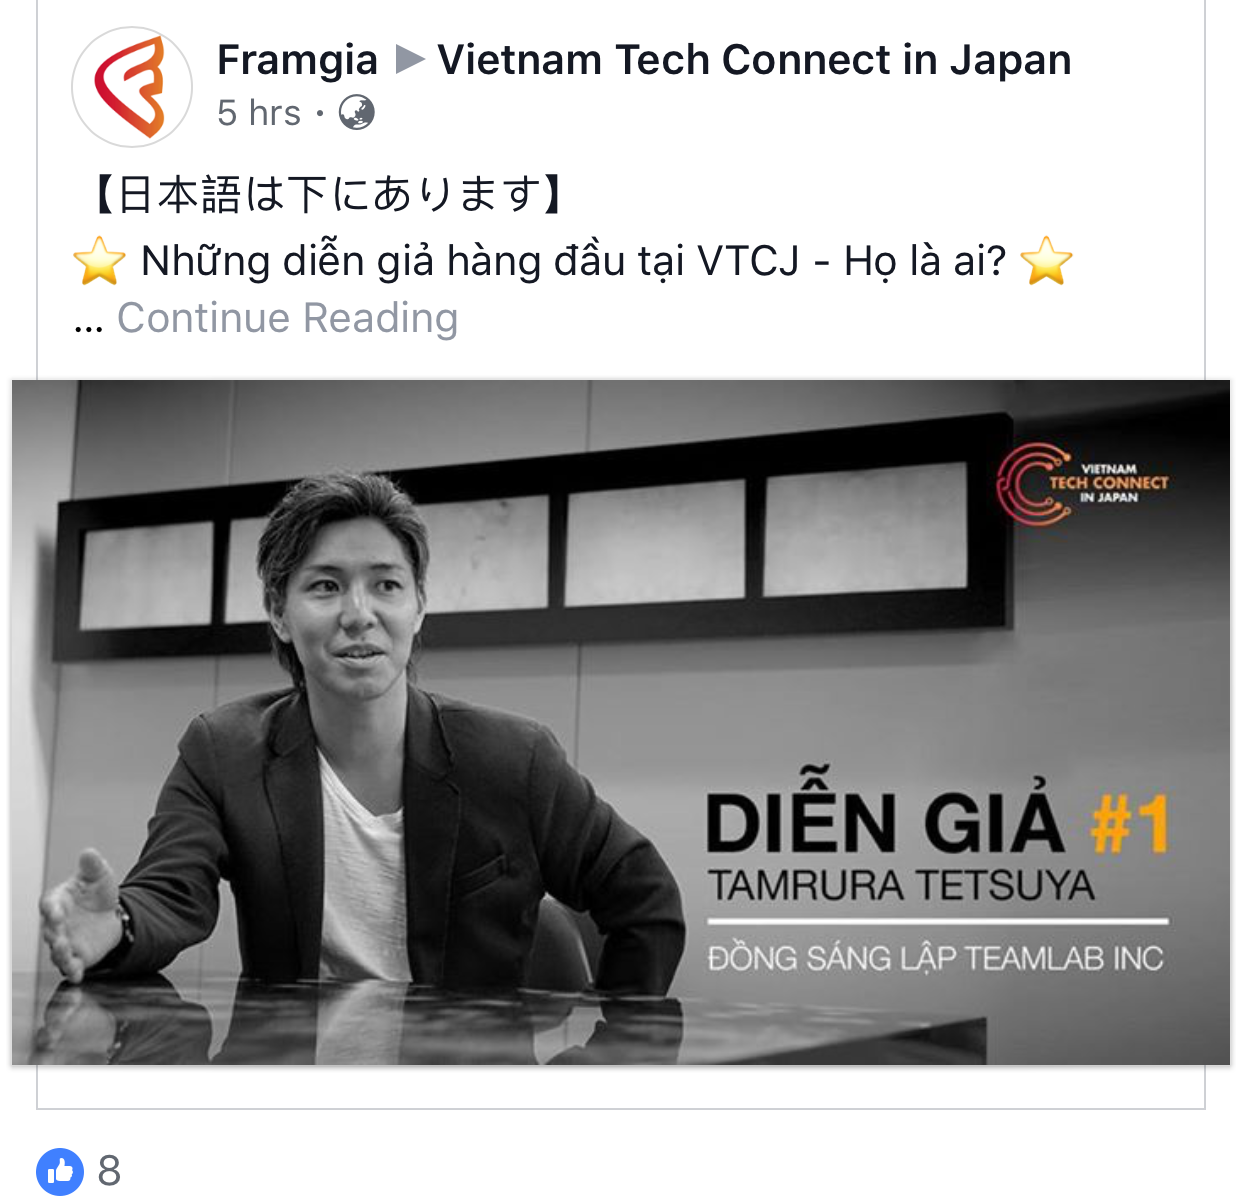 Framgia ▶ Vietnam Tech Connect in Japan
5 hrs ·
【日本語は下にあります】
⭐ Những diễn giả hàng đầu tại VTCJ - Họ là ai? ⭐
... Continue Reading
VIETNAM
TECH CONNECT
IN JAPAN
DIỄN GIẢ #1
TAMRURA TETSUYA
ĐỒNG SÁNG LẬP TEAMLAB INC
8